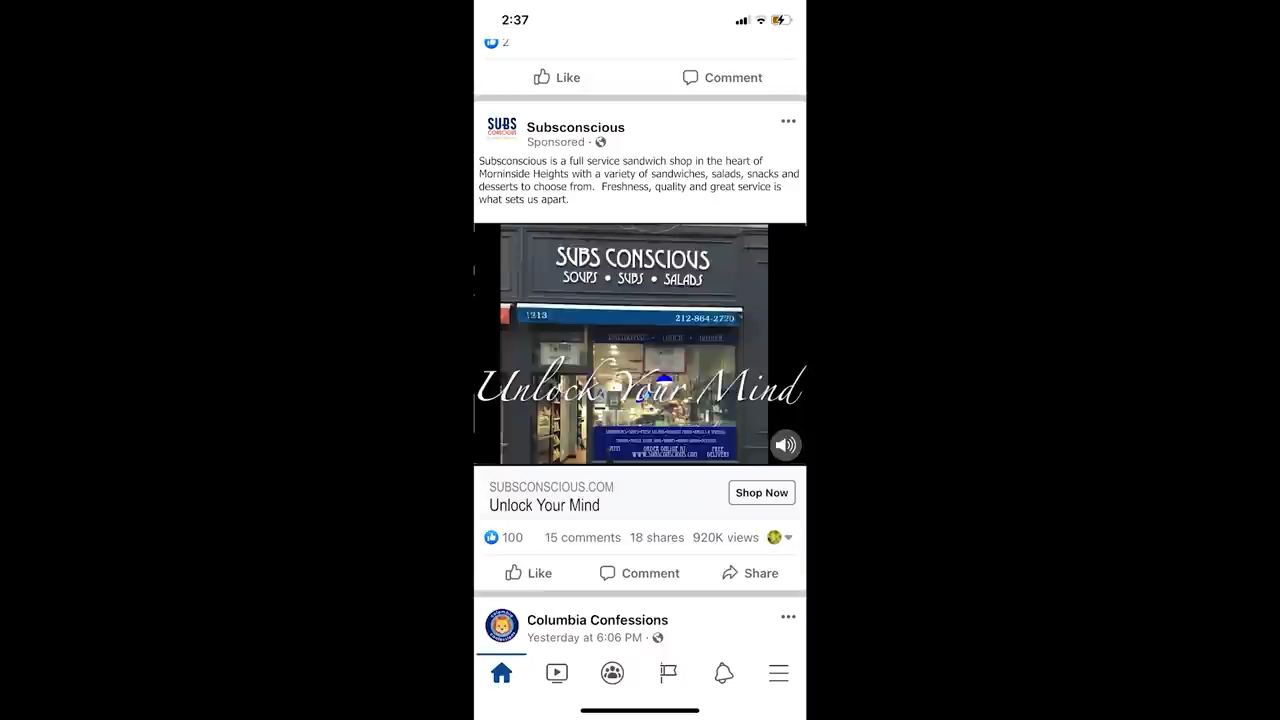 2:37
2
Like
Comment
SUBS
CONSCIOUS
Subsconscious
Sponsored ·
Subsconscious is a full service sandwich shop in the heart of
Morninside Heights with a variety of sandwiches, salads, snacks and
desserts to choose from. Freshness, quality and great service is
what sets us apart.
SUBS CONSCIOUS
SOUPS • SUBS • SALADS
1213
212-864-2720
BREAKFAST • LUNCH • DINNER
Unlock Your Mind
ORDER ONLINE AT
FREE
WWW.SUBSCONSCIOUS.COM
DELIVERY
SUBSCONSCIOUS.COM
Unlock Your Mind
Shop Now
100
15 comments
18 shares
920K views
Like
Comment
Share
Columbia Confessions
Yesterday at 6:06 PM ·